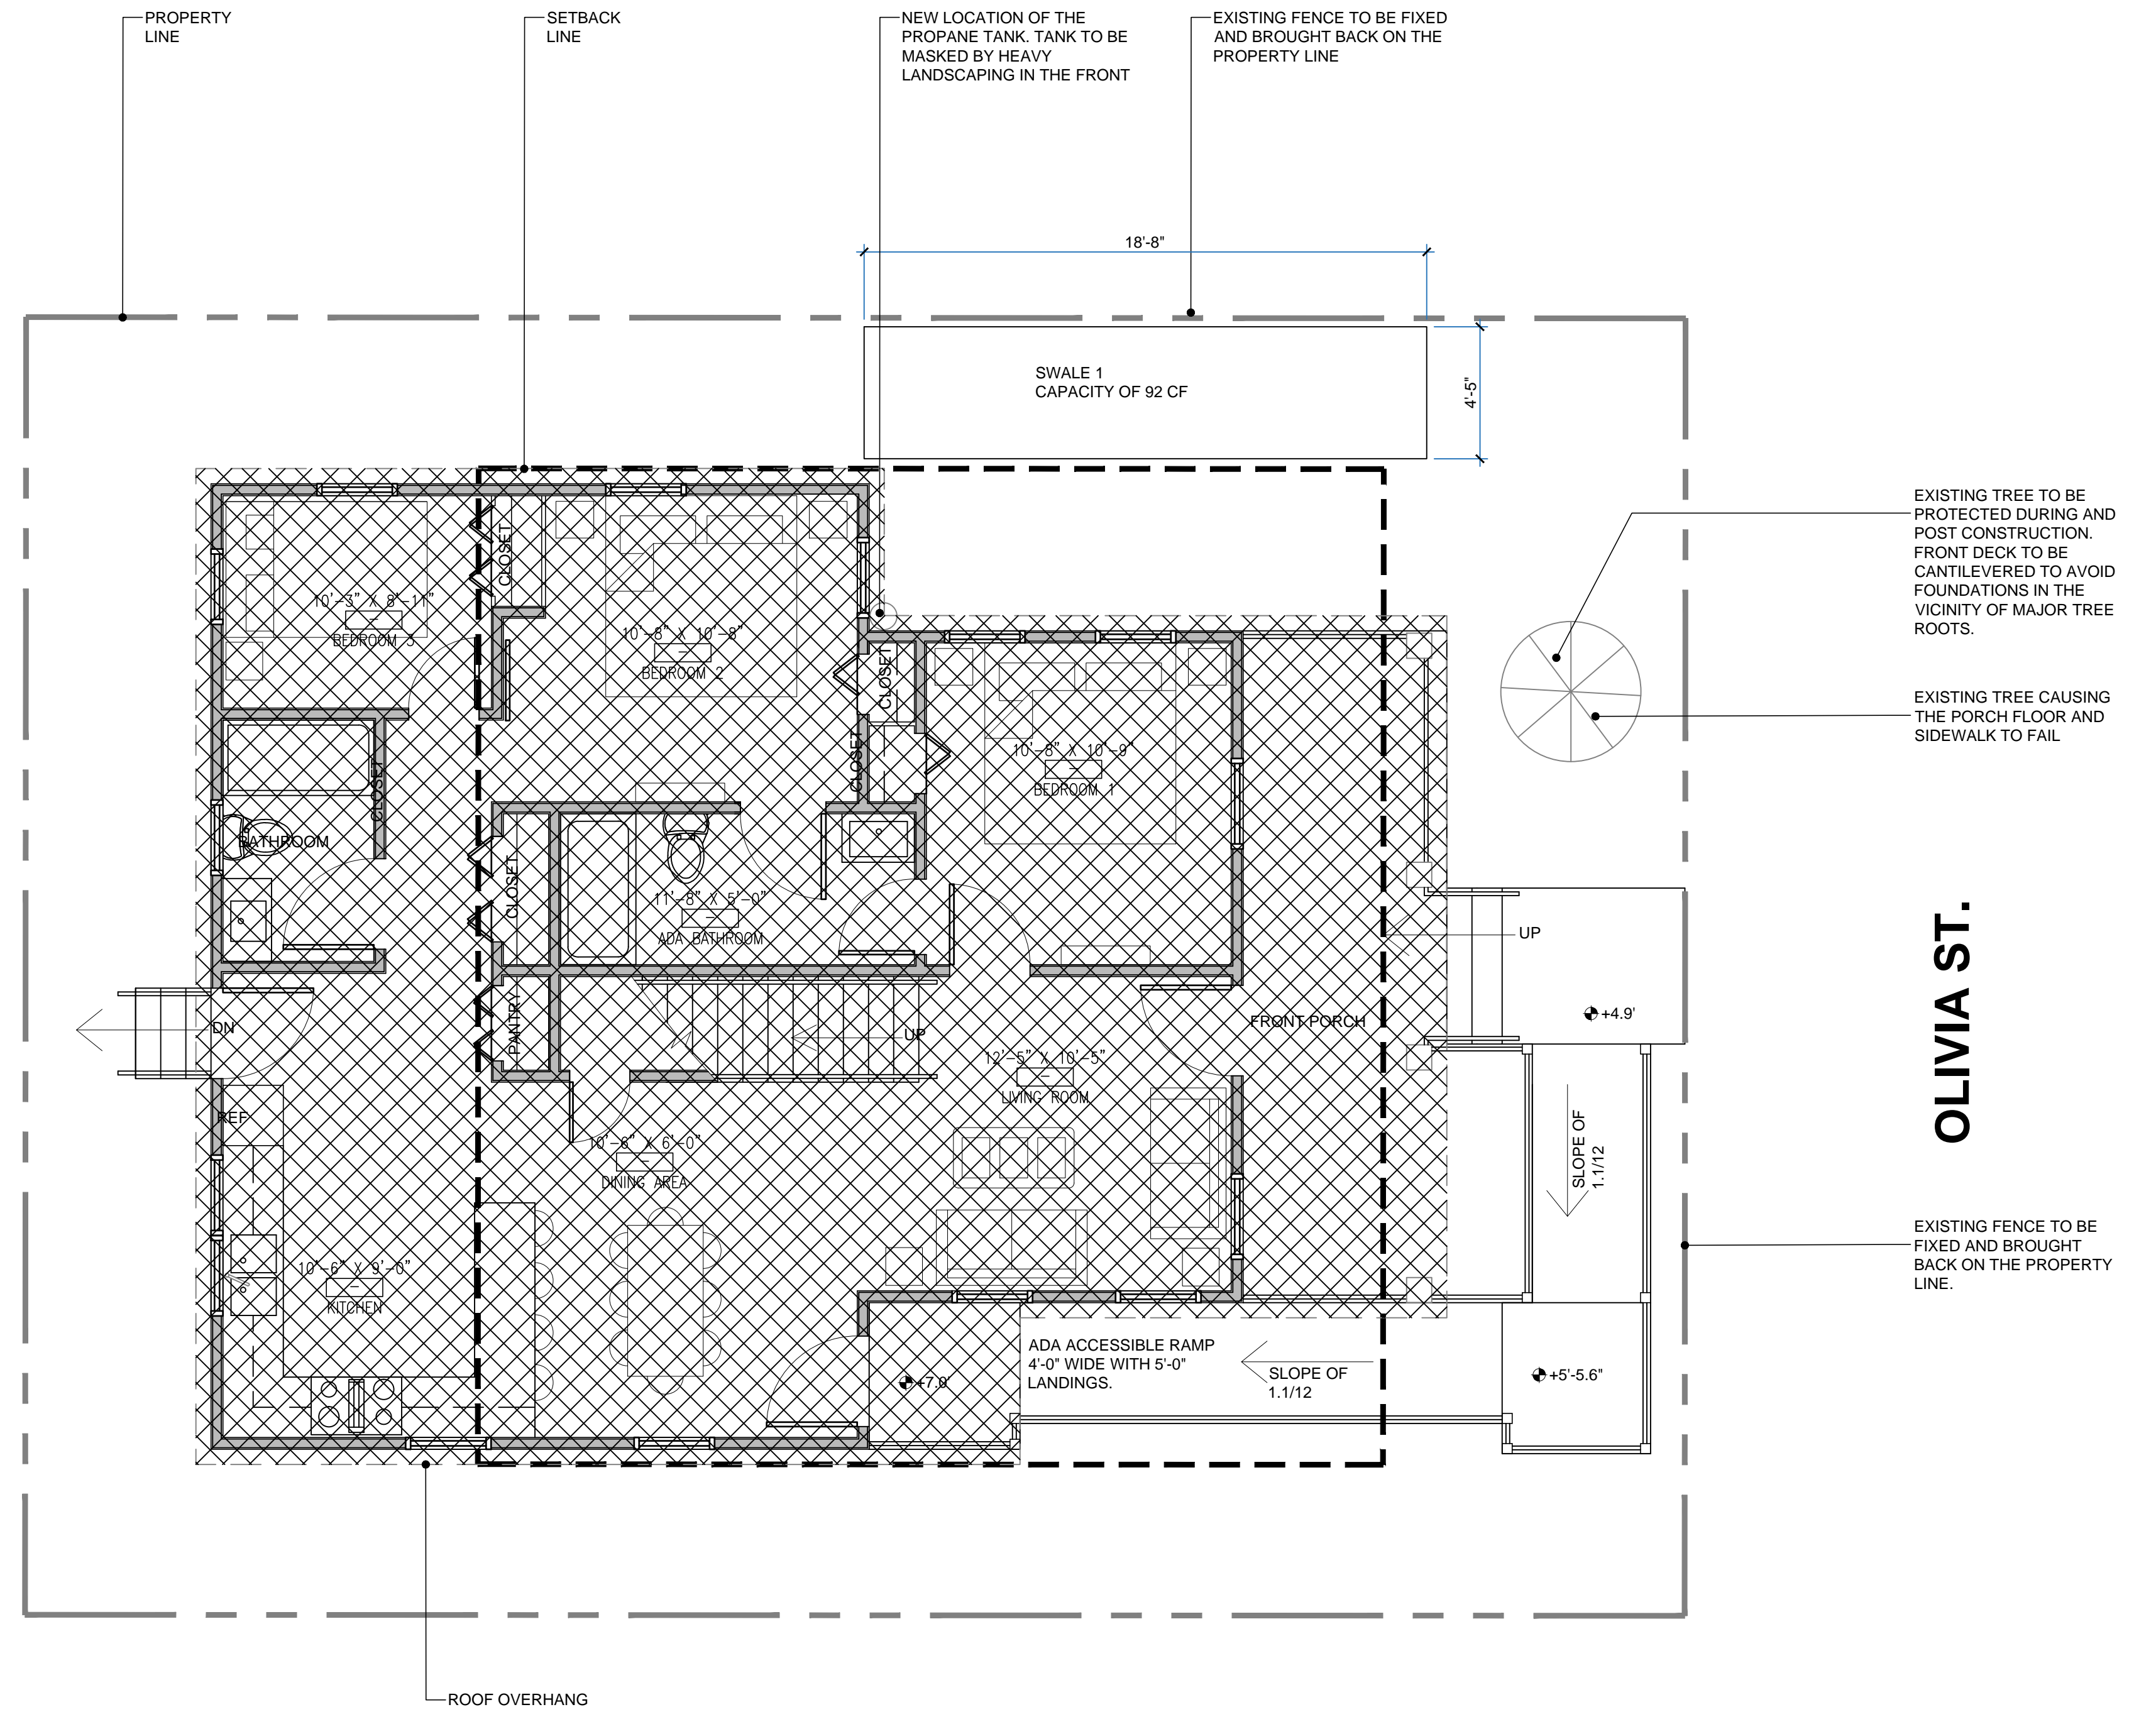 PROPERTY
LINE
SETBACK
LINE
NEW LOCATION OF THE
PROPANE TANK. TANK TO BE
MASKED BY HEAVY
LANDSCAPING IN THE FRONT
EXISTING FENCE TO BE FIXED
AND BROUGHT BACK ON THE
PROPERTY LINE
18'-8"
SWALE 1
CAPACITY OF 92 CF
4'-5"
EXISTING TREE TO BE
PROTECTED DURING AND
POST CONSTRUCTION.
FRONT DECK TO BE
CANTILEVERED TO AVOID
FOUNDATIONS IN THE
VICINITY OF MAJOR TREE
ROOTS.
EXISTING TREE CAUSING
THE PORCH FLOOR AND
SIDEWALK TO FAIL
CLOSET
10'-3" X 8'-11"
BEDROOM 3
10'-8" X 10'-8"
BEDROOM 2
CLOSET
CLOSET
CLOSET
10'-8" X 10'-9"
BEDROOM 1
BATHROOM
CLOSET
11'-8" X 5'-0"
ADA BATHROOM
UP
OLIVIA ST.
+4.9'
DN
PANTRY
UP
FRONT PORCH
12'-5" X 10'-5"
LIVING ROOM
REF
10'-6" X 6'-0"
DINING AREA
SLOPE OF
1.1/12
EXISTING FENCE TO BE
FIXED AND BROUGHT
BACK ON THE PROPERTY
LINE.
10'-6" X 9'-0"
KITCHEN
ADA ACCESSIBLE RAMP
4'-0" WIDE WITH 5'-0"
LANDINGS.
SLOPE OF
1.1/12
+7.0'
+5'-5.6"
ROOF OVERHANG